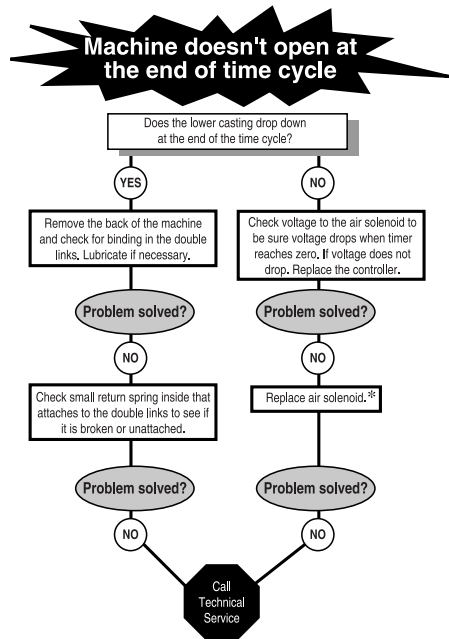 Machine doesn't open at
the end of time cycle
Does the lower casting drop down
at the end of the time cycle?
YES
Remove the back of the machine
and check for binding in the double
links. Lubricate if necessary.
Problem solved?
NO
Check small return spring inside that
attaches to the double links to see if
it is broken or unattached.
Problem solved?
NO
NO
Check voltage to the air solenoid to
be sure voltage drops when timer
reaches zero. If voltage does not
drop. Replace the controller.
Problem solved?
NO
Replace air solenoid.*
Problem solved?
NO
Call
Technical
Service